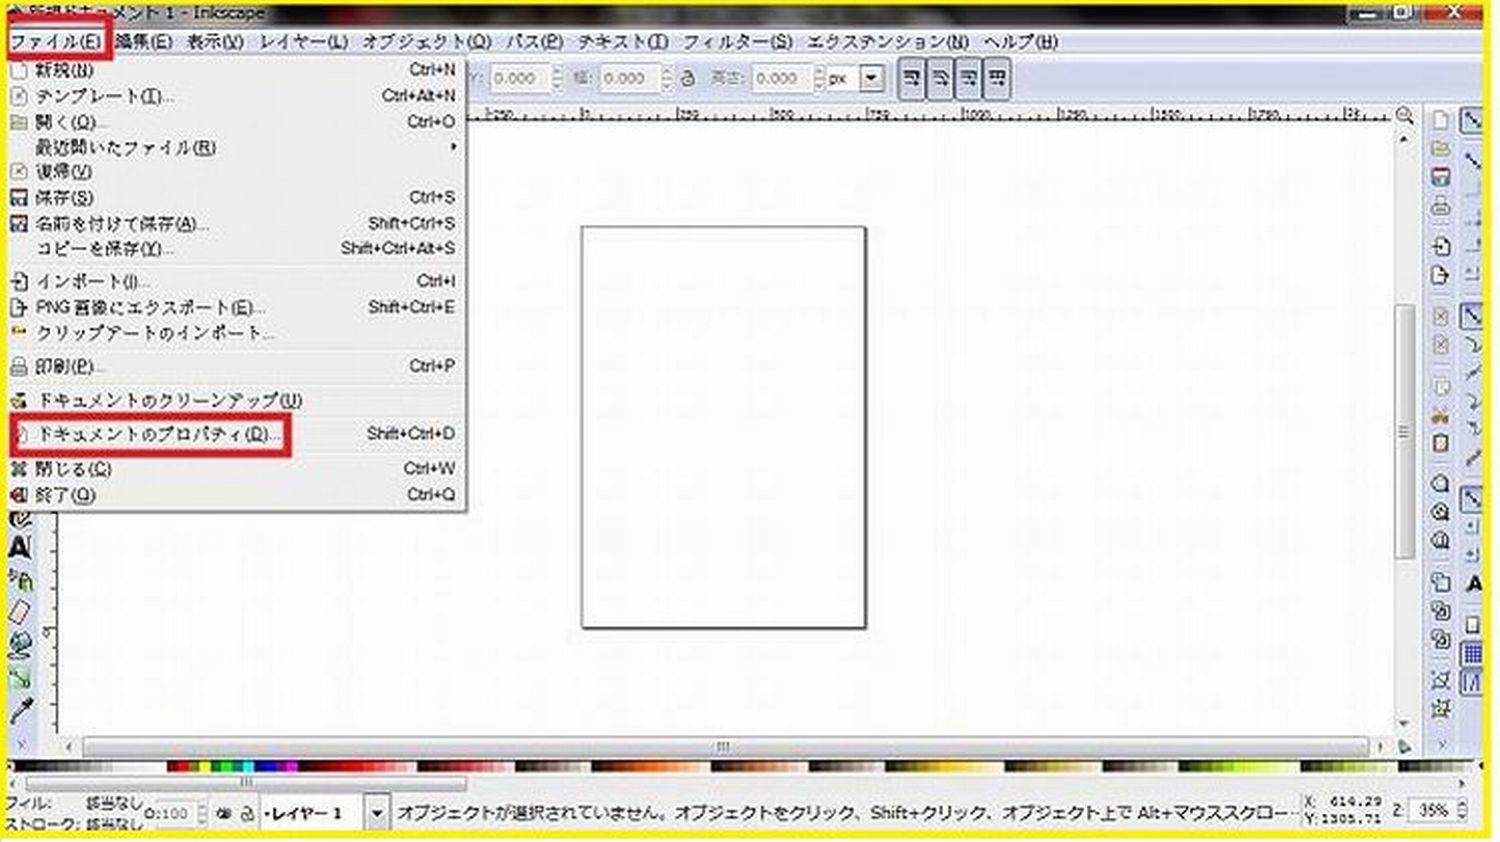 新規ドキュメント 1 - Inkscape
ファイル(F) 編集(E) 表示(V) レイヤー(L) オブジェクト(O) パス(P) テキスト(T) フィルター(S) エクステンション(N) ヘルプ(H)
Y: 0.000 幅: 0.000 高さ: 0.000 px
新規(N) Ctrl+N
テンプレート(T)... Ctrl+Alt+N
開く(O)... Ctrl+O
最近開いたファイル(R)
復帰(V)
保存(S) Ctrl+S
名前を付けて保存(A)... Shift+Ctrl+S
コピーを保存(Y)... Shift+Ctrl+Alt+S
インポート(I)... Ctrl+I
PNG 画像にエクスポート(E)... Shift+Ctrl+E
クリップアートのインポート...
印刷(P)... Ctrl+P
ドキュメントのクリーンアップ(U)
ドキュメントのプロパティ(D)... Shift+Ctrl+D
閉じる(C) Ctrl+W
終了(Q) Ctrl+Q
-250 0 250 500 750 1000 1250 1500 1750
フィル: 該当なし O:100 ・レイヤー 1 オブジェクトが選択されていません。オブジェクトをクリック、Shift+クリック、オブジェクト上で Alt+マウススクロー… X: 614.29 Z: 35%
ストローク: 該当なし Y:1305.71